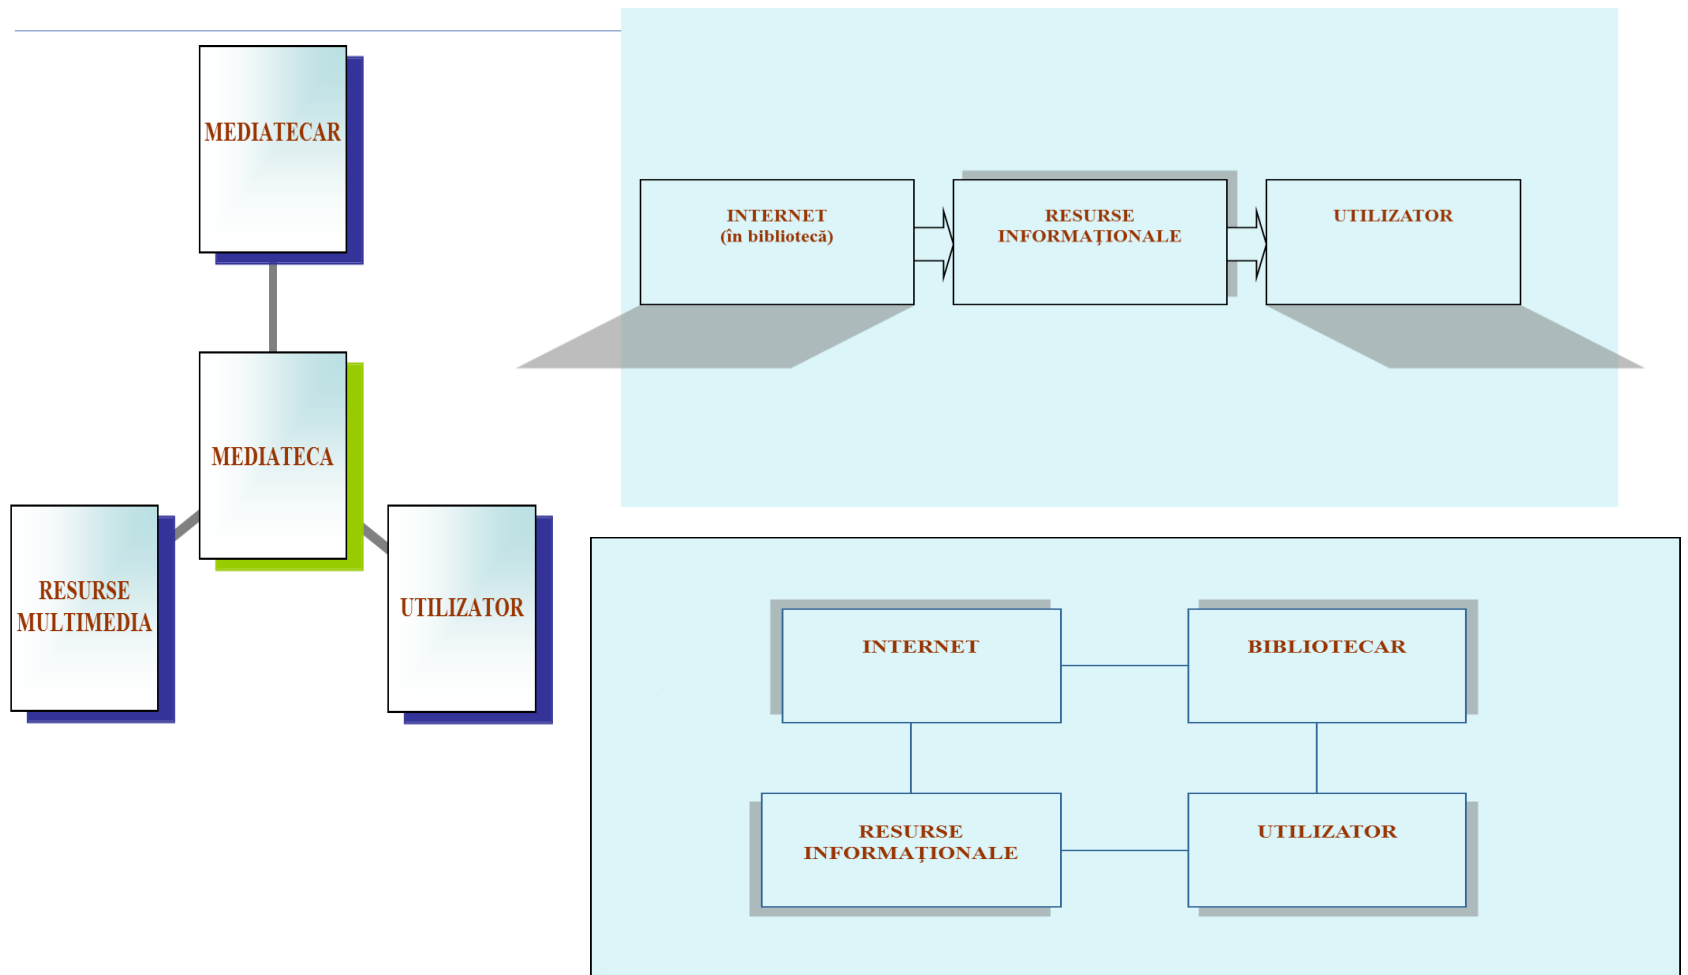 MEDIATECAR
MEDIATECA
RESURSE
MULTIMEDIA
UTILIZATOR
INTERNET
(în bibliotecă)
RESURSE
INFORMAŢIONALE
UTILIZATOR
INTERNET
BIBLIOTECAR
RESURSE
INFORMAŢIONALE
UTILIZATOR